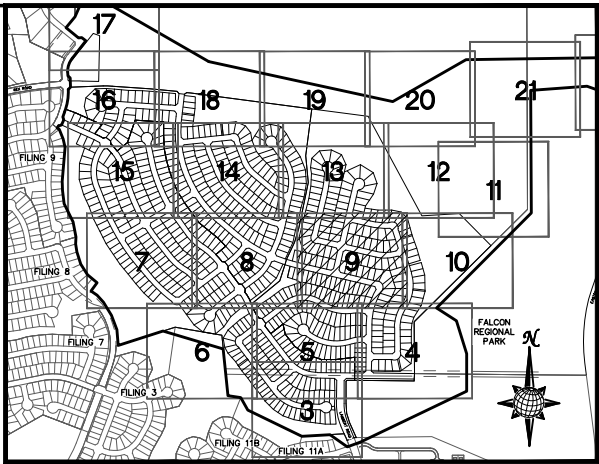 17
16
18
19
20
21
FILING 9
15
14
13
12
11
7
8
9
10
FILING 8
FALCON
REGIONAL
PARK
N
FILING 7
6
5
4
FILING 3
3
FILING 11B
FILING 11A